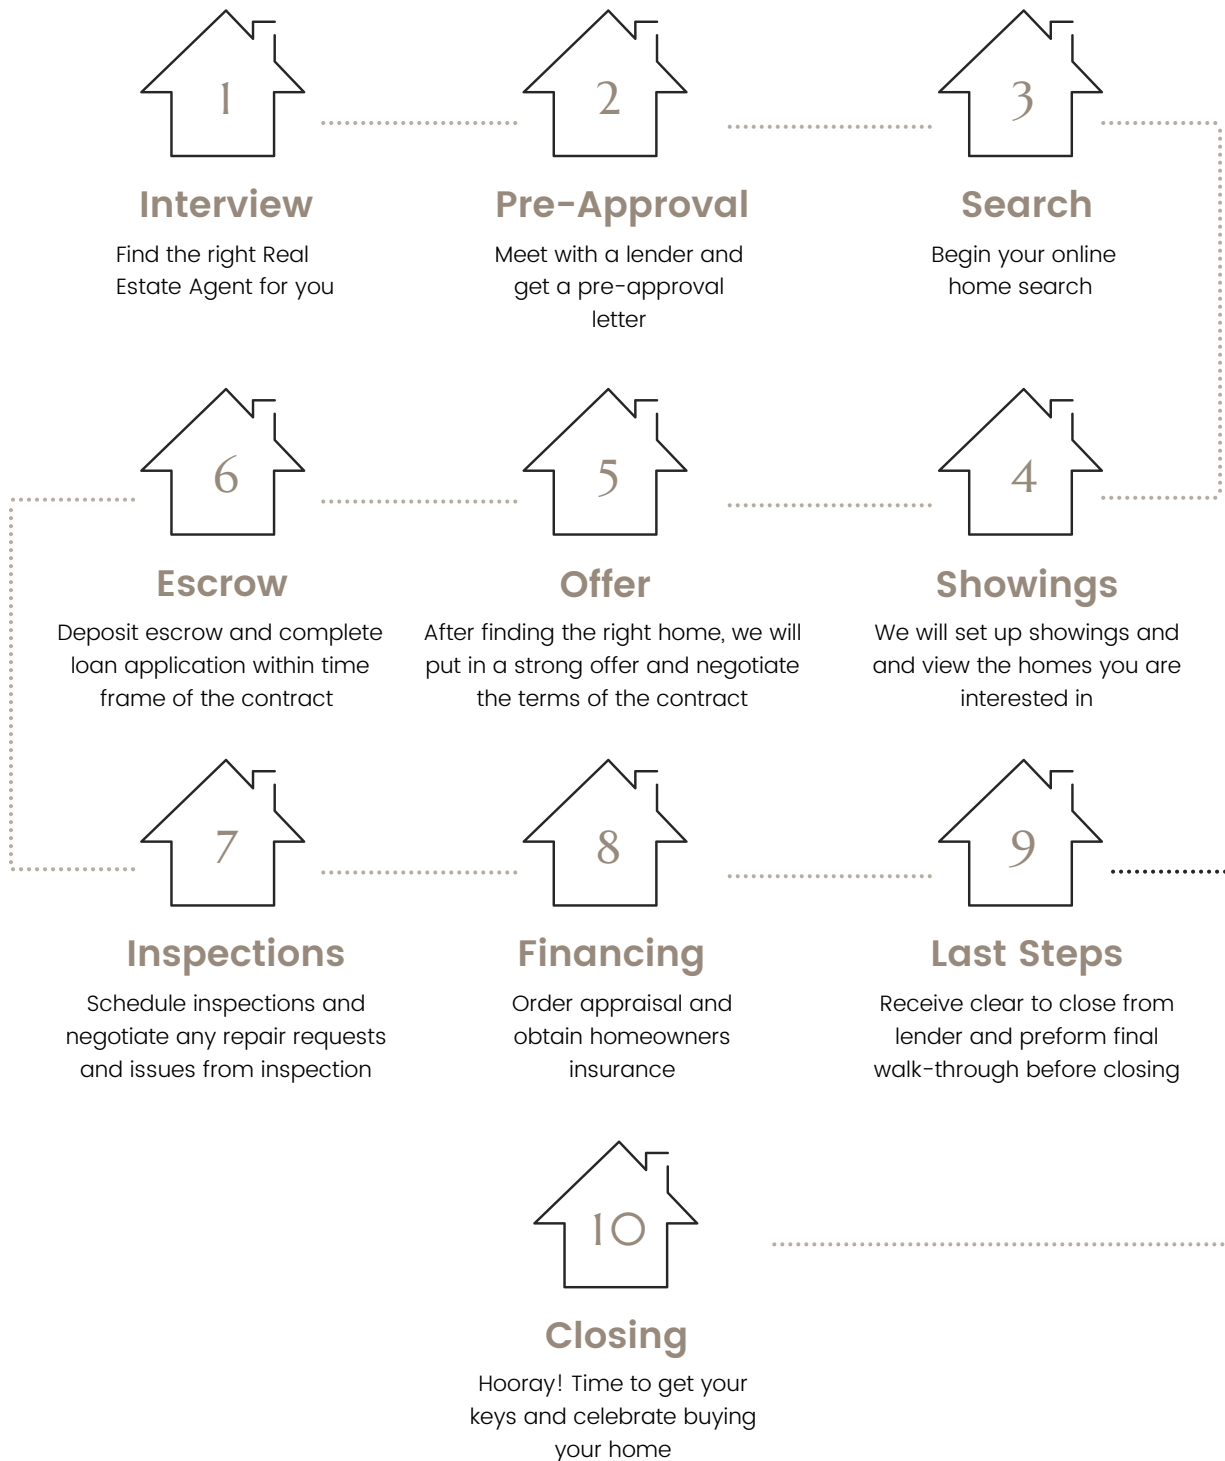 1
Interview
Find the right Real
Estate Agent for you
2
Pre-Approval
Meet with a lender and
get a pre-approval
letter
3
Search
Begin your online
home search
4
Showings
We will set up showings and
and view the homes you are
interested in
5
Offer
After finding the right home, we will
put in a strong offer and negotiate
the terms of the contract
6
Escrow
Deposit escrow and complete
loan application within time
frame of the contract
7
Inspections
Schedule inspections and
negotiate any repair requests
and issues from inspection
8
Financing
Order appraisal and
obtain homeowners
insurance
9
Last Steps
Receive clear to close from
lender and preform final
walk-through before closing
10
Closing
Hooray! Time to get your
keys and celebrate buying
your home